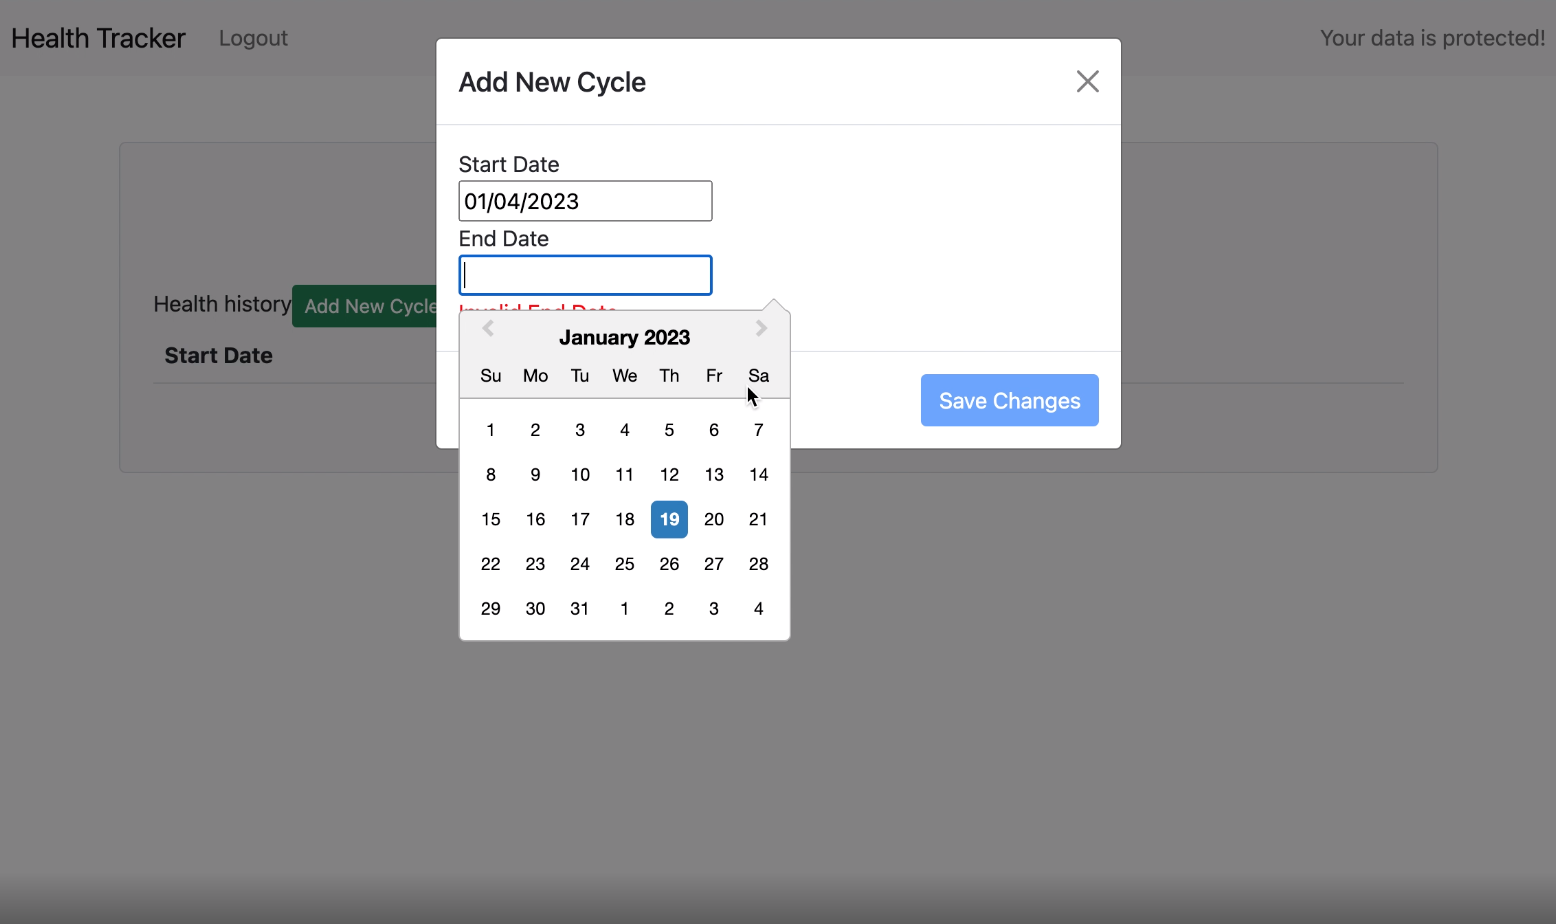 Health Tracker Logout Your data is protected!
Add New Cycle
Start Date
01/04/2023
End Date
Invalid End Date
Health history Add New Cycle
Start Date
January 2023
Su Mo Tu We Th Fr Sa
1 2 3 4 5 6 7
8 9 10 11 12 13 14
15 16 17 18 19 20 21
22 23 24 25 26 27 28
29 30 31 1 2 3 4
Save Changes